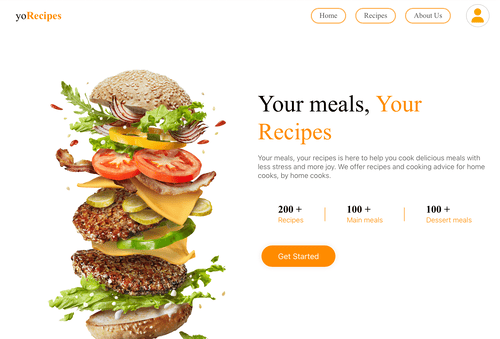 yoRecipes
Home
Recipes
About Us
Your meals, Your
Recipes
Your meals, your recipes is here to help you cook delicious meals with
less stress and more joy. We offer recipes and cooking advice for home
cooks, by home cooks.
200 + 100 + 100 +
Recipes Main meals Dessert meals
Get Started